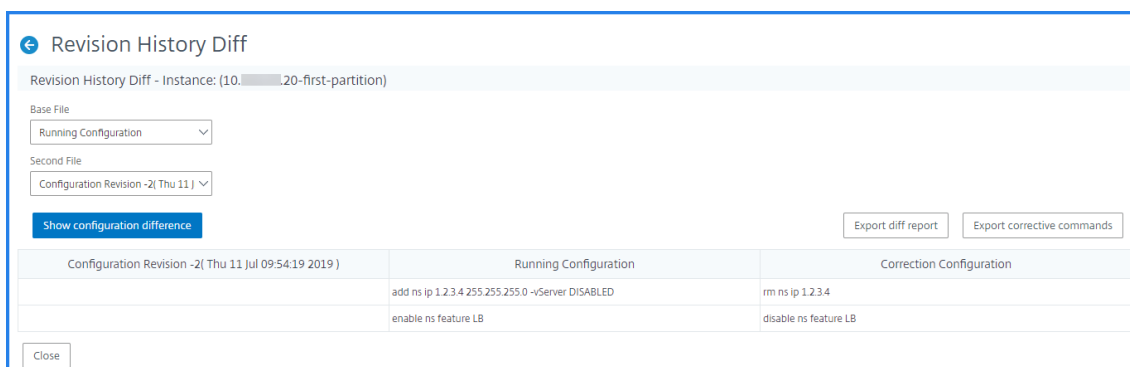 Revision History Diff
Revision History Diff - Instance: (10. .20-first-partition)
Base File
Running Configuration
Second File
Configuration Revision -2( Thu 11 J
Show configuration difference
Export diff report
Export corrective commands
Configuration Revision -2( Thu 11 Jul 09:54:19 2019 )
Running Configuration
Correction Configuration
add ns ip 1.2.3.4 255.255.255.0 -vServer DISABLED
rm ns ip 1.2.3.4
enable ns feature LB
disable ns feature LB
Close